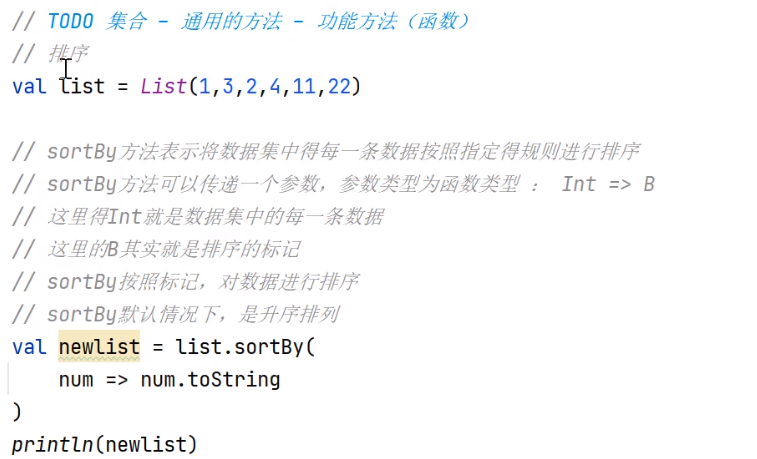 // TODO 集合 - 通用的方法 - 功能方法（函数）
// 排序
val list = List(1,3,2,4,11,22)
// sortBy方法表示将数据集中得每一条数据按照指定得规则进行排序
// sortBy方法可以传递一个参数，参数类型为函数类型 ： Int => B
// 这里得Int就是数据集中的每一条数据
// 这里的B其实就是排序的标记
// sortBy按照标记，对数据进行排序
// sortBy默认情况下，是升序排列
val newlist = list.sortBy(
num => num.toString
)
println(newlist)